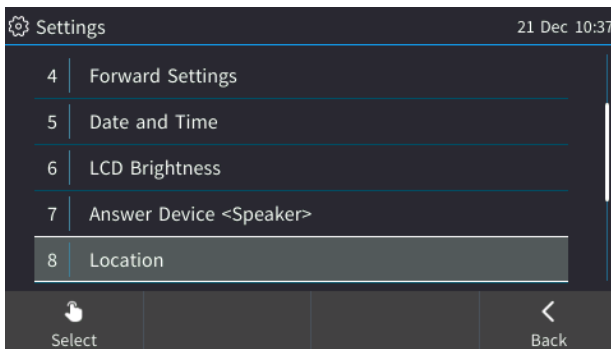 Settings 21 Dec 10:37
4 Forward Settings
5 Date and Time
6 LCD Brightness
7 Answer Device <Speaker>
8 Location
Select Back